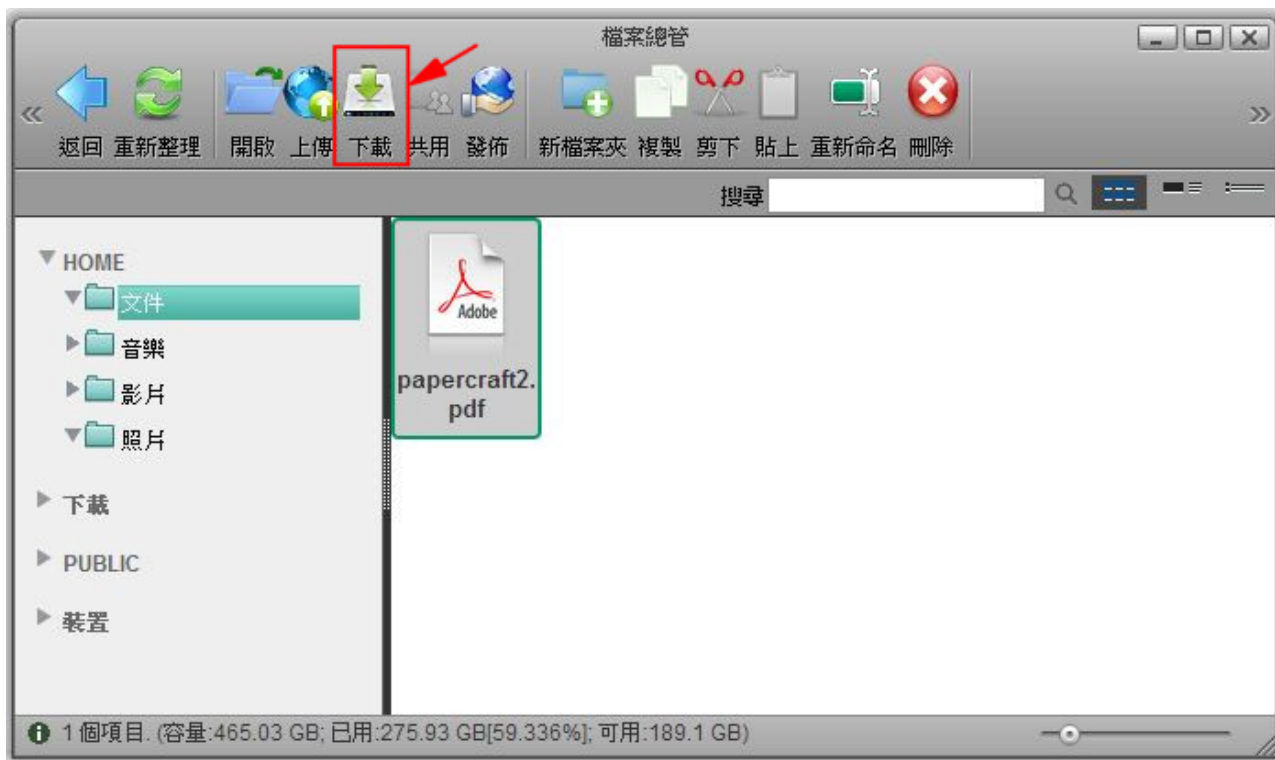 檔案總管
返回 重新整理 開啟 上傳 下載 共用 發佈 新檔案夾 複製 剪下 貼上 重新命名 刪除
搜尋
HOME
文件
音樂
影片
照片
下載
PUBLIC
裝置
Adobe
papercraft2.
pdf
1 個項目. (容量:465.03 GB; 已用:275.93 GB[59.336%]; 可用:189.1 GB)